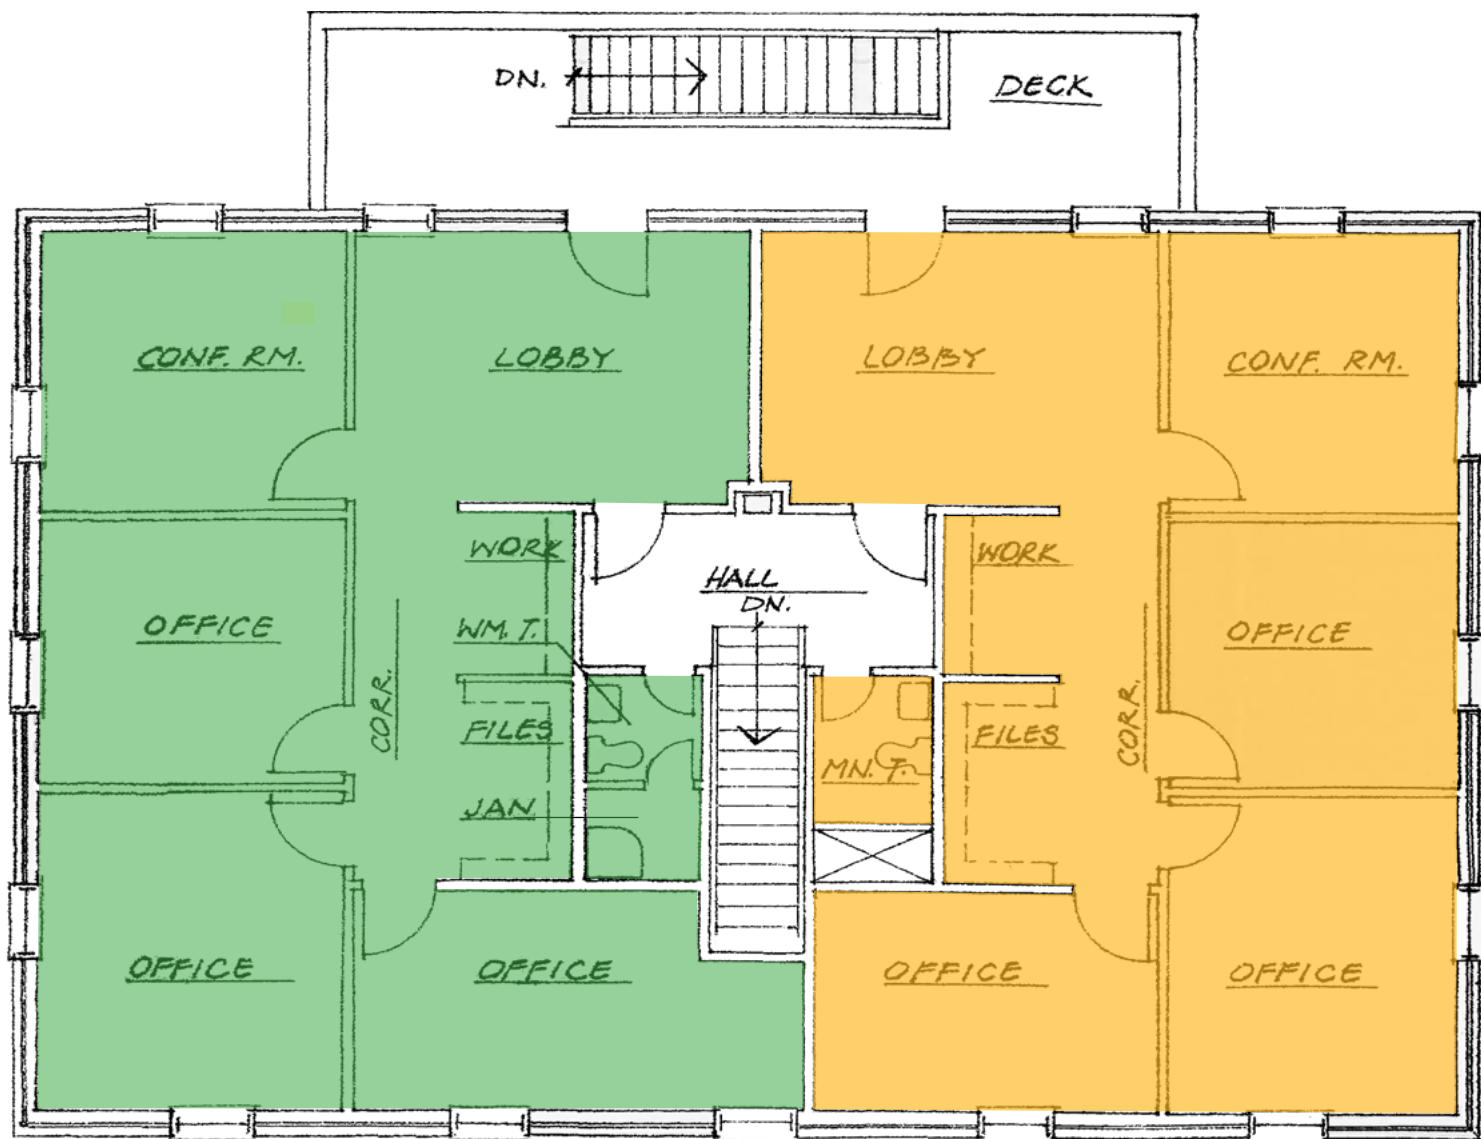 DN.
DECK
CONF. RM.
LOBBY
LOBBY
CONF. RM.
WORK
HALL
DN.
WORK
OFFICE
WM. T.
OFFICE
CORR.
FILES
MN. T.
FILES
CORR.
JAN.
OFFICE
OFFICE
OFFICE
OFFICE